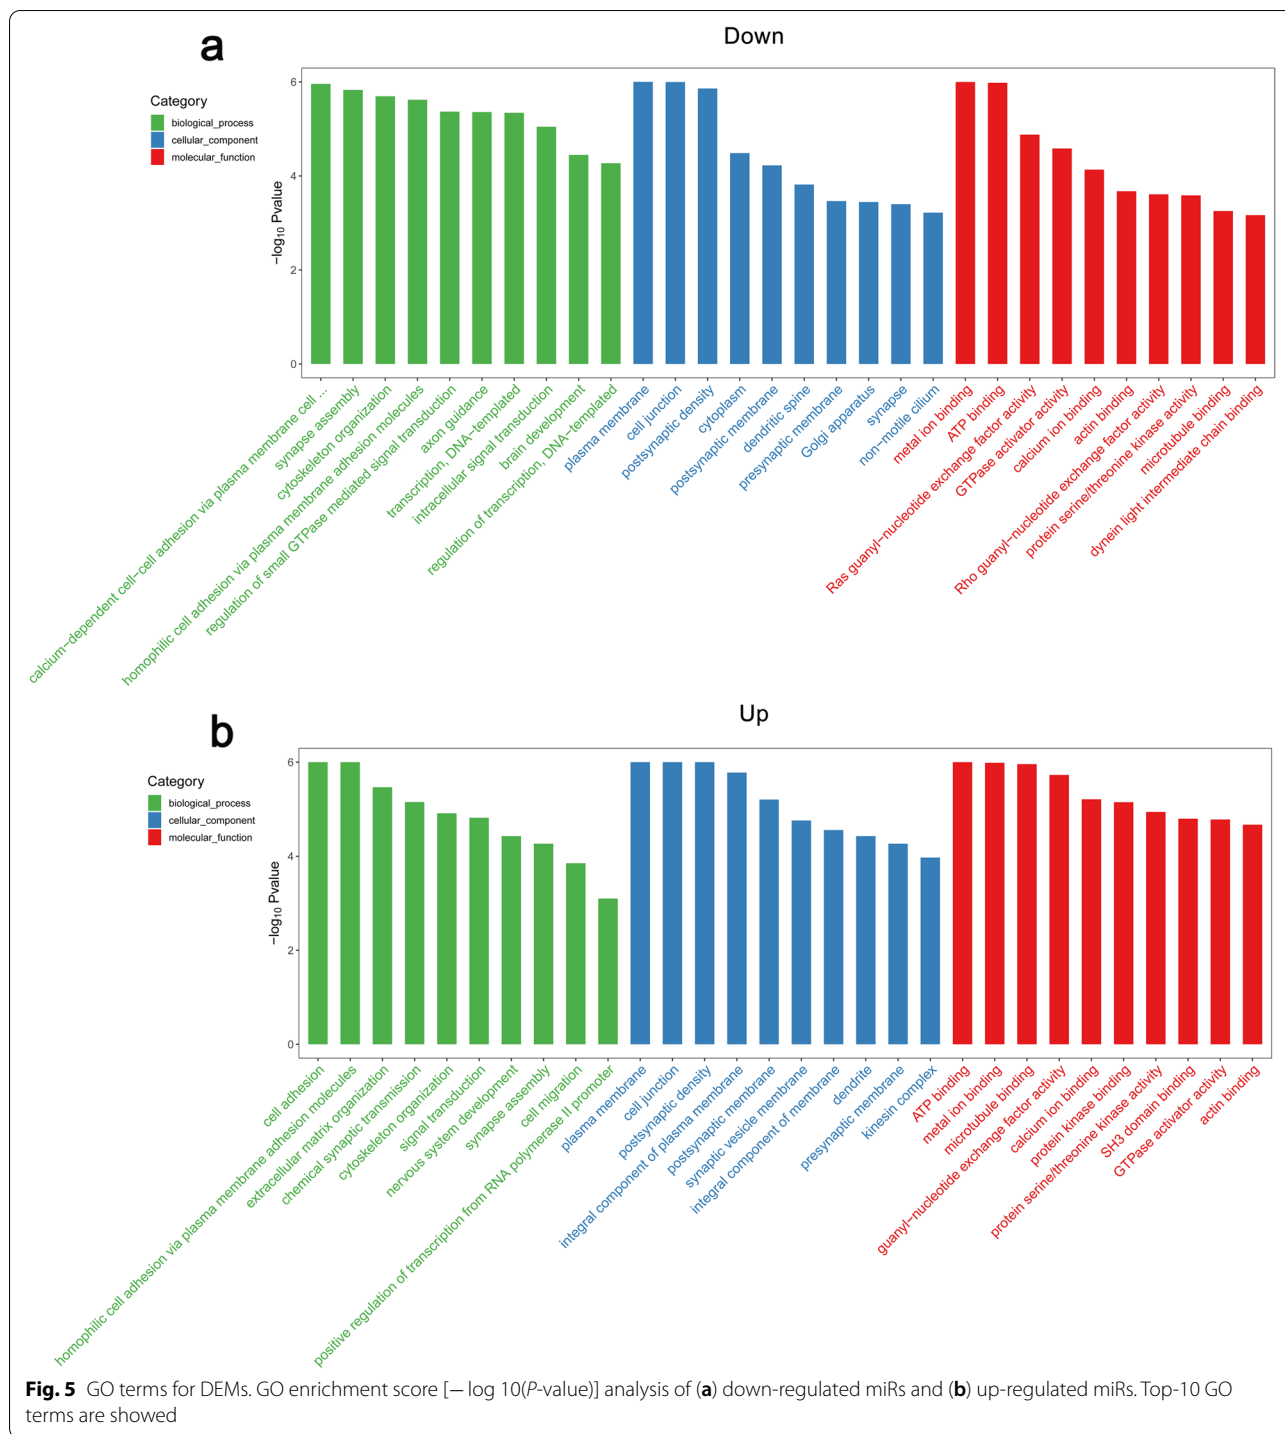 a
Down
Category
biological_process
cellular_component
molecular_function
−log10 Pvalue
6
4
2
0
calcium−dependent cell−cell adhesion via plasma membrane cell ...
synapse assembly
cytoskeleton organization
homophilic cell adhesion via plasma membrane adhesion molecules
regulation of small GTPase mediated signal transduction
axon guidance
transcription, DNA−templated
intracellular signal transduction
brain development
regulation of transcription, DNA−templated
plasma membrane
cell junction
postsynaptic density
cytoplasm
postsynaptic membrane
dendritic spine
presynaptic membrane
Golgi apparatus
synapse
non−motile cilium
metal ion binding
ATP binding
Ras guanyl−nucleotide exchange factor activity
GTPase activator activity
calcium ion binding
actin binding
Rho guanyl−nucleotide exchange factor activity
protein serine/threonine kinase activity
microtubule binding
dynein light intermediate chain binding
b
Up
Category
biological_process
cellular_component
molecular_function
−log10 Pvalue
6
4
2
0
cell adhesion
homophilic cell adhesion via plasma membrane adhesion molecules
extracellular matrix organization
chemical synaptic transmission
cytoskeleton organization
signal transduction
nervous system development
synapse assembly
cell migration
positive regulation of transcription from RNA polymerase II promoter
plasma membrane
cell junction
postsynaptic density
integral component of plasma membrane
postsynaptic membrane
synaptic vesicle membrane
integral component of membrane
dendrite
presynaptic membrane
kinesin complex
ATP binding
metal ion binding
microtubule binding
guanyl−nucleotide exchange factor activity
calcium ion binding
protein kinase binding
protein serine/threonine kinase activity
SH3 domain binding
GTPase activator activity
actin binding
Fig. 5 GO terms for DEMs. GO enrichment score [− log 10(P-value)] analysis of (a) down-regulated miRs and (b) up-regulated miRs. Top-10 GO
terms are showed